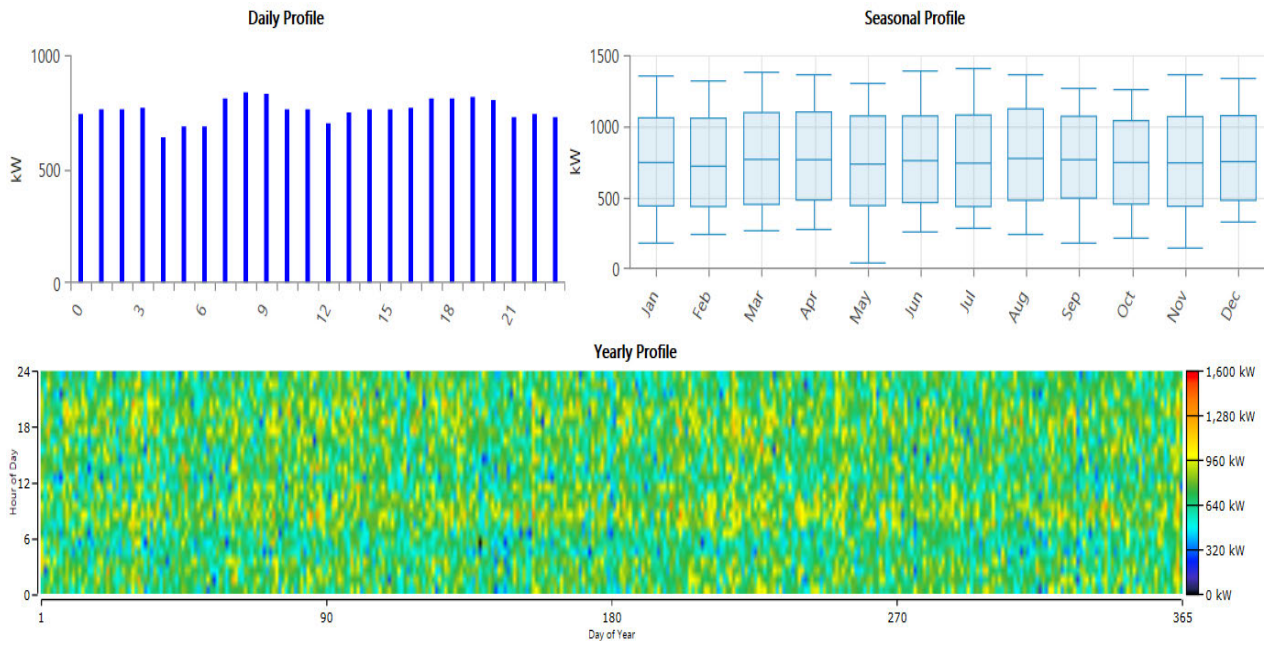 Daily Profile
1000
500
0
kW
0 3 6 9 12 15 18 21
Seasonal Profile
1500
1000
500
0
kW
Jan Feb Mar Apr May Jun Jul Aug Sep Oct Nov Dec
Yearly Profile
24
18
12
6
0
Hour of Day
1 90 180 270 365
Day of Year
1,600 kW
1,280 kW
960 kW
640 kW
320 kW
0 kW